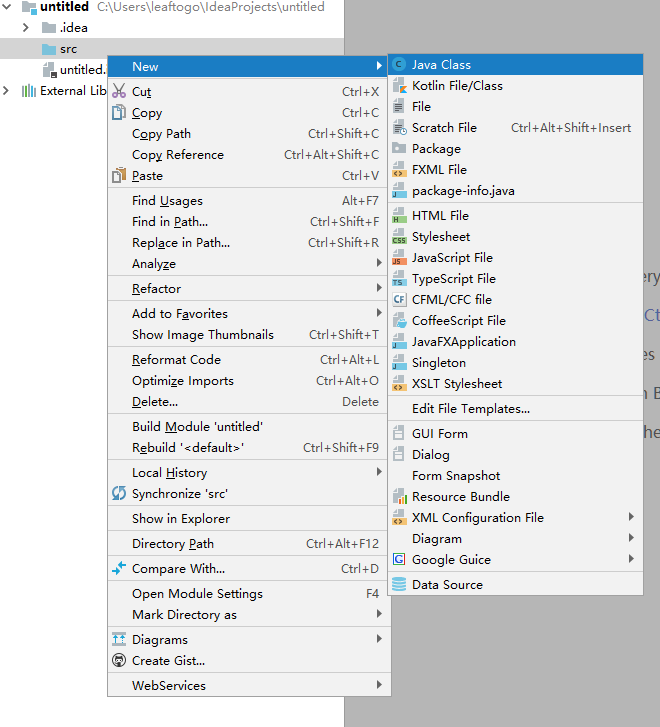 untitled C:\Users\leaftogo\IdeaProjects\untitled
.idea
src
untitled.
External Lib
New
Cut Ctrl+X
Copy Ctrl+C
Copy Path Ctrl+Shift+C
Copy Reference Ctrl+Alt+Shift+C
Paste Ctrl+V
Find Usages Alt+F7
Find in Path... Ctrl+Shift+F
Replace in Path... Ctrl+Shift+R
Analyze
Refactor
Add to Favorites
Show Image Thumbnails Ctrl+Shift+T
Reformat Code Ctrl+Alt+L
Optimize Imports Ctrl+Alt+O
Delete... Delete
Build Module 'untitled'
Rebuild '<default>' Ctrl+Shift+F9
Local History
Synchronize 'src'
Show in Explorer
Directory Path Ctrl+Alt+F12
Compare With... Ctrl+D
Open Module Settings F4
Mark Directory as
Diagrams
Create Gist...
WebServices
Java Class
Kotlin File/Class
File
Scratch File Ctrl+Alt+Shift+Insert
Package
FXML File
package-info.java
HTML File
Stylesheet
JavaScript File
TypeScript File
CFML/CFC file
CoffeeScript File
JavaFXApplication
Singleton
XSLT Stylesheet
Edit File Templates...
GUI Form
Dialog
Form Snapshot
Resource Bundle
XML Configuration File
Diagram
Google Guice
Data Source
ery
Ct
es
n B
he